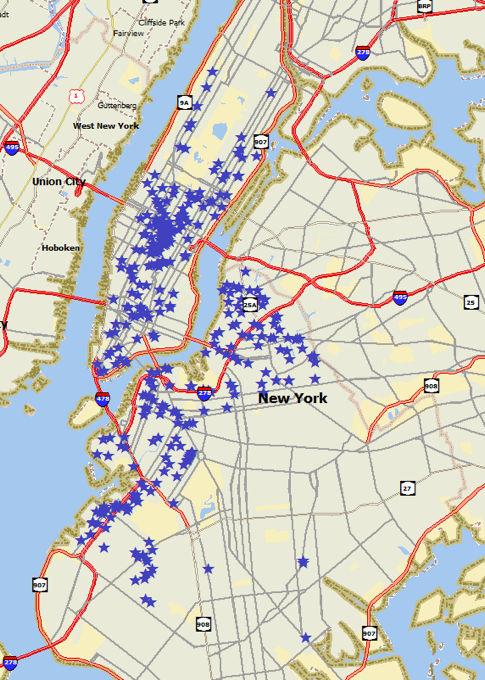 BRP
dt
Cliffside Park
Fairview
278
1
9A
Guttenberg
West New York
907
495
Union City
Hoboken
495
25A
25
y
278
908
478
New York
27
907
908
907
278